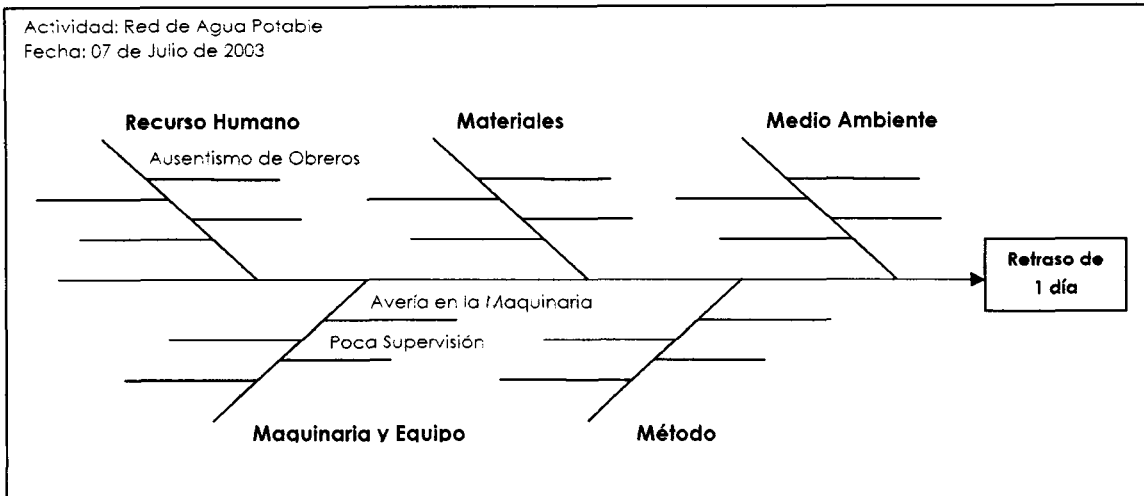 Actividad: Red de Agua Potable
Fecha: 07 de Julio de 2003
Recurso Humano
Materiales
Medio Ambiente
Ausentismo de Obreros
Retraso de
1 día
Avería en la Maquinaria
Poca Supervisión
Maquinaria y Equipo
Método